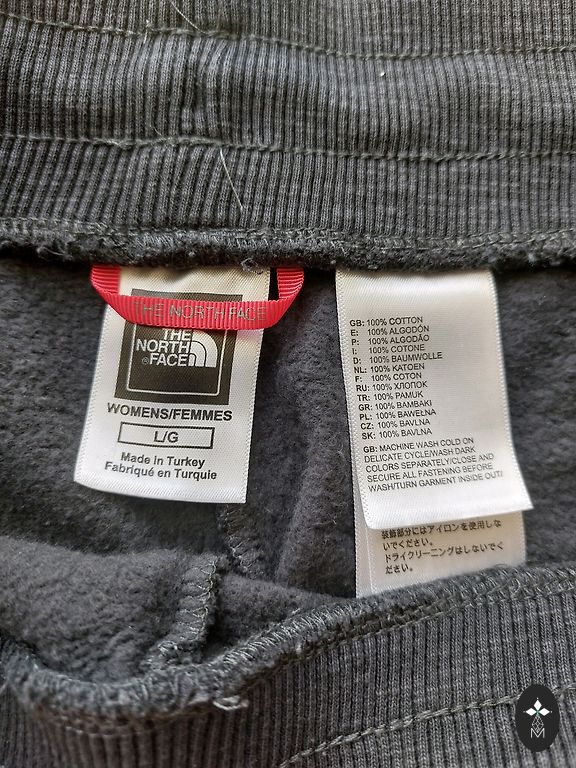 THE NORTH FACE
THE
NORTH
FACE
WOMENS/FEMMES
L/G
Made in Turkey
Fabriqué en Turquie
GB: 100% COTTON
E: 100% ALGODÓN
P: 100% ALGODÃO
I: 100% COTONE
D: 100% BAUMWOLLE
NL: 100% KATOEN
F: 100% COTON
RU: 100% ХЛОПОК
TR: 100% PAMUK
GR: 100% BAMBAKI
PL: 100% BAWEŁNA
CZ: 100% BAVLNA
SK: 100% BAVLNA
GB: MACHINE WASH COLD ON
DELICATE CYCLE/WASH DARK
COLORS SEPARATELY/CLOSE AND
SECURE ALL FASTENING BEFORE
WASH/TURN GARMENT INSIDE OUT/
装飾部分にはアイロンを使用しな
いでください。
ドライクリーニングはしないでく
ださい。
M